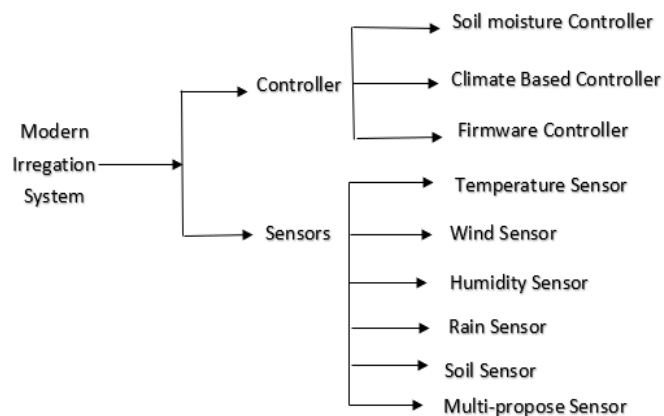 Modern
Irregation
System
Controller
Soil moisture Controller
Climate Based Controller
Firmware Controller
Sensors
Temperature Sensor
Wind Sensor
Humidity Sensor
Rain Sensor
Soil Sensor
Multi-propose Sensor